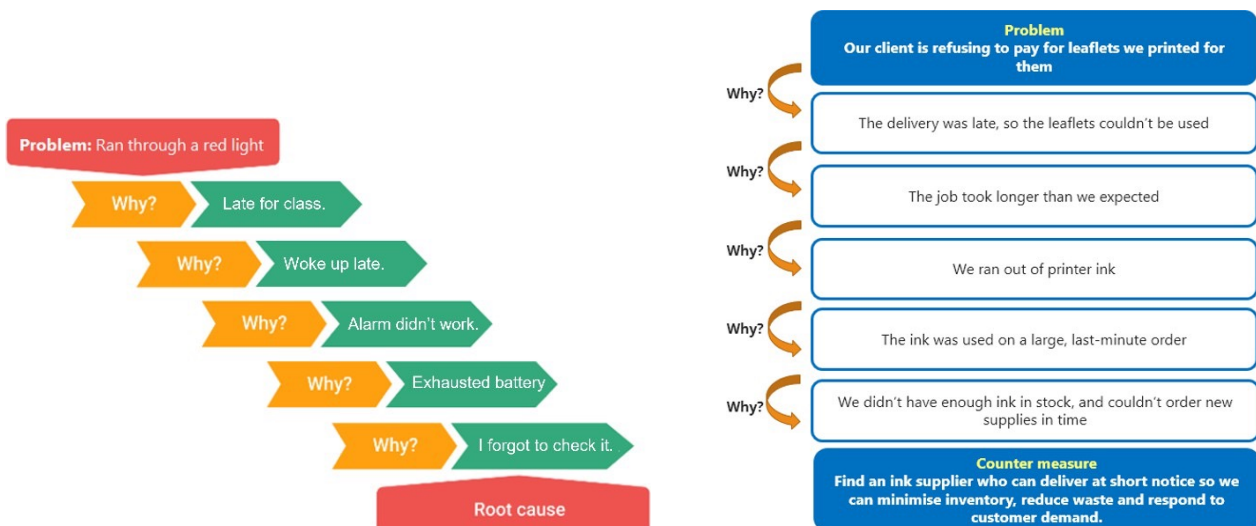 Problem: Ran through a red light
Why?
Late for class.
Why?
Woke up late.
Why?
Alarm didn't work.
Why?
Exhausted battery
Why?
I forgot to check it.
Root cause
Problem
Our client is refusing to pay for leaflets we printed for
them
Why?
The delivery was late, so the leaflets couldn't be used
Why?
The job took longer than we expected
Why?
We ran out of printer ink
Why?
The ink was used on a large, last-minute order
Why?
We didn't have enough ink in stock, and couldn't order new
supplies in time
Counter measure
Find an ink supplier who can deliver at short notice so we
can minimise inventory, reduce waste and respond to
customer demand.